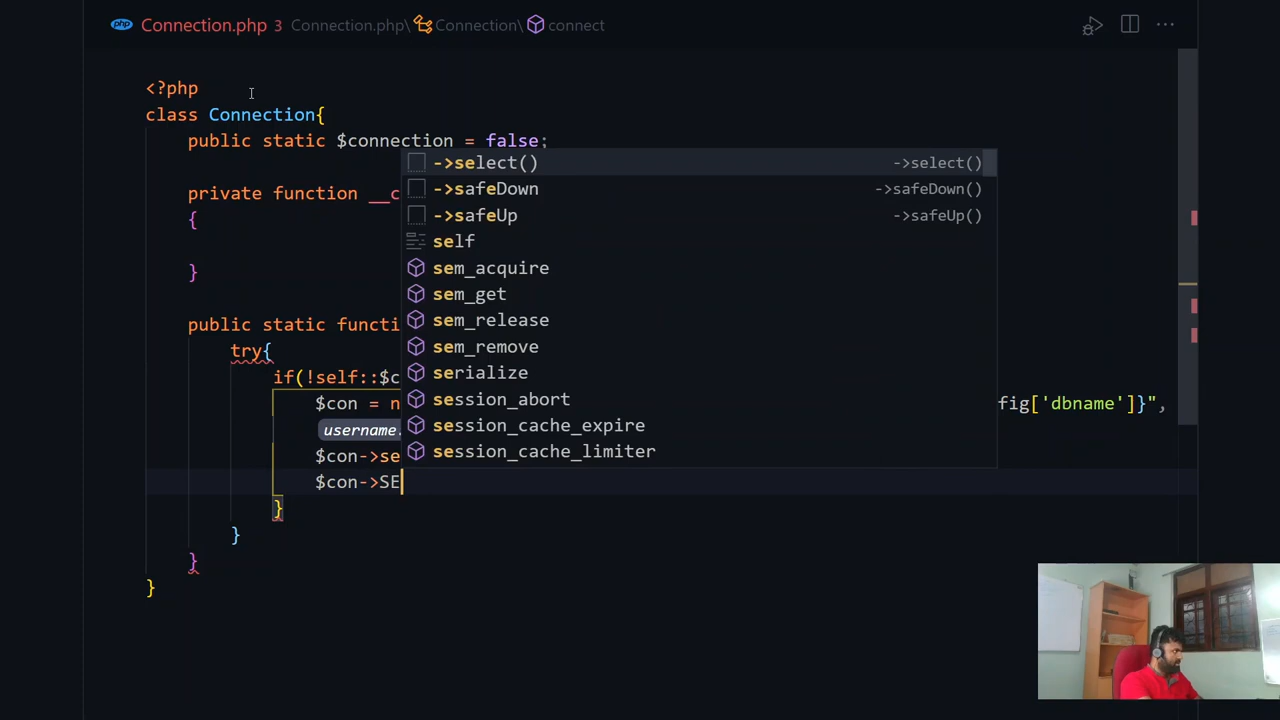 php Connection.php 3 Connection.php\ Connection\ connect
<?php
class Connection{
public static $connection = false;
->select() ->select()
private function __c ->safeDown ->safeDown()
{ ->safeUp ->safeUp()
self
} sem_acquire
sem_get
public static functi sem_release
try{ sem_remove
if(!self::$c serialize
$con = n session_abort fig['dbname']}",
username: session_cache_expire
$con->se session_cache_limiter
$con->SE
}
}
}
}